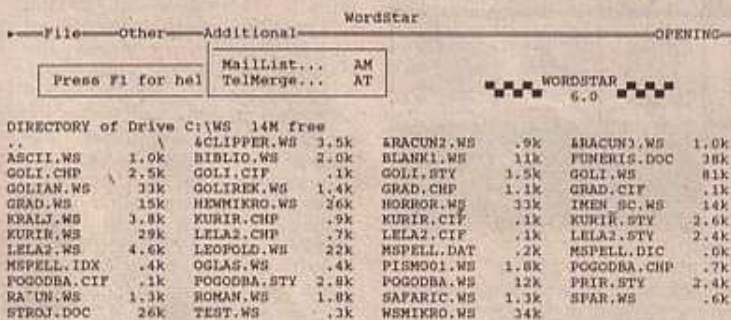 WordStar
File Other Additional OPENING
MailList... AM
Press F1 for hel TelMerge... AT
WORDSTAR
6.0
DIRECTORY of Drive C:\WS 14M free
.. \ &CLIPPER.WS 3.5k &RACUN2.WS .9k &RACUN3.WS 1.0k
ASCII.WS 1.0k BIBLIO.WS 2.0k BLANK1.WS 11k FUNERIS.DOC 38k
GOLI.CHP 2.5k GOLI.CIF .1k GOLI.STY 1.5k GOLI.WS 81k
GOLIAN.WS 33k GOLIREK.WS 1.4k GRAD.CHP 1.1k GRAD.CIF .1k
GRAD.WS 15k HEWMIKRO.WS 26k HORROR.WS 33k IMEN_SC.WS 14k
KRALJ.WS 3.8k KURIR.CHP .9k KURIR.CIF .1k KURIR.STY 2.6k
KURIR.WS 29k LELA2.CHP .7k LELA2.CIF .1k LELA2.STY 2.4k
LELA2.WS 4.6k LEOPOLD.WS 22k MSPELL.DAT .2k MSPELL.DIC .0k
MSPELL.IDX .4k OGLAS.WS .4k PISMO01.WS 1.8k POGODBA.CHP .7k
POGODBA.CIF .1k POGODBA.STY 2.8k POGODBA.WS 12k PRIR.STY 2.4k
RA^UN.WS 1.3k ROMAN.WS 1.8k SAFARIC.WS 1.3k SPAR.WS .6k
STROJ.DOC 26k TEST.WS .3k WSMIKRO.WS 34k